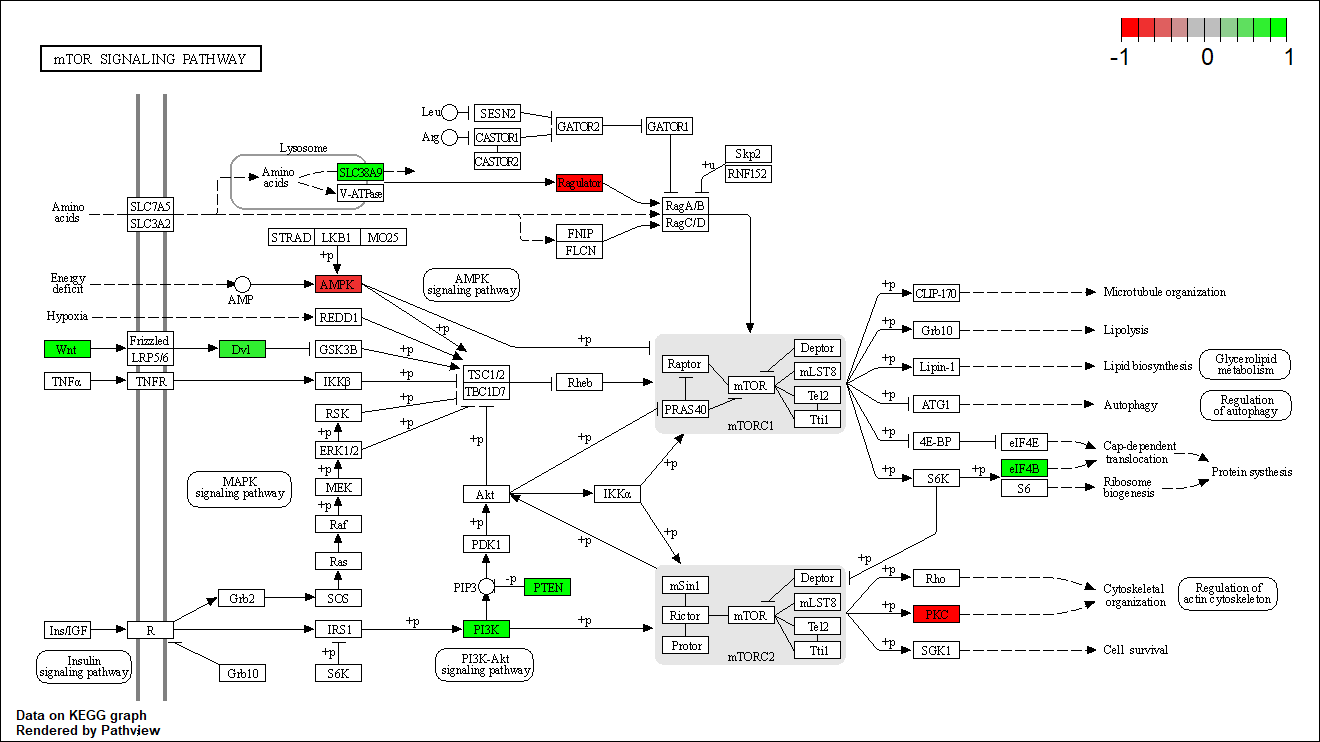 -1 0 1
mTOR SIGNALING PATHWAY
Leu
SESN2
GATOR2
GATOR1
Arg
CASTOR1
CASTOR2
Lysosome
Amino
acids
SLC38A9
V-ATPase
Ragulator
Skp2
RNF152
+u
Amino
acids
SLC7A5
SLC3A2
RagA/B
RagC/D
FNIP
FLCN
STRAD
LKB1
MO25
+p
Energy
deficit
AMP
AMPK
AMPK
signaling pathway
Hypoxia
REDD1
+p
+p
Wnt
Frizzled
LRP5/6
Dvl
GSK3B
+p
TNFα
TNFR
IKKβ
+p
TSC1/2
TBC1D7
Rheb
RSK
+p
+p
ERK1/2
+p
+p
MEK
+p
Raf
Ras
SOS
MAPK
signaling pathway
Raptor
PRAS40
mTOR
Deptor
mLST8
Tel2
Tti1
mTORC1
+p
CLIP-170
Microtubule organization
+p
Grb10
Lipolysis
+p
Lipin-1
Lipid biosynthesis
Glycerolipid
metabolism
+p
ATG1
Autophagy
Regulation
of autophagy
+p
4E-BP
eIF4E
Cap-dependent
translocation
+p
S6K
+p
eIF4B
S6
Ribosome
biogenesis
Protein systhesis
+p
Akt
+p
IKKα
+p
+p
+p
+p
PDK1
PIP3
-p
PTEN
Ins/IGF
R
Grb2
IRS1
+p
PI3K
+p
Insulin
signaling pathway
Grb10
+p
S6K
PI3K-Akt
signaling pathway
mSin1
Rictor
Protor
mTOR
Deptor
mLST8
Tel2
Tti1
mTORC2
+p
+p
Rho
Cytoskeletal
organization
Regulation of
actin cytoskeleton
+p
PKC
+p
SGK1
Cell survival
Data on KEGG graph
Rendered by Pathview